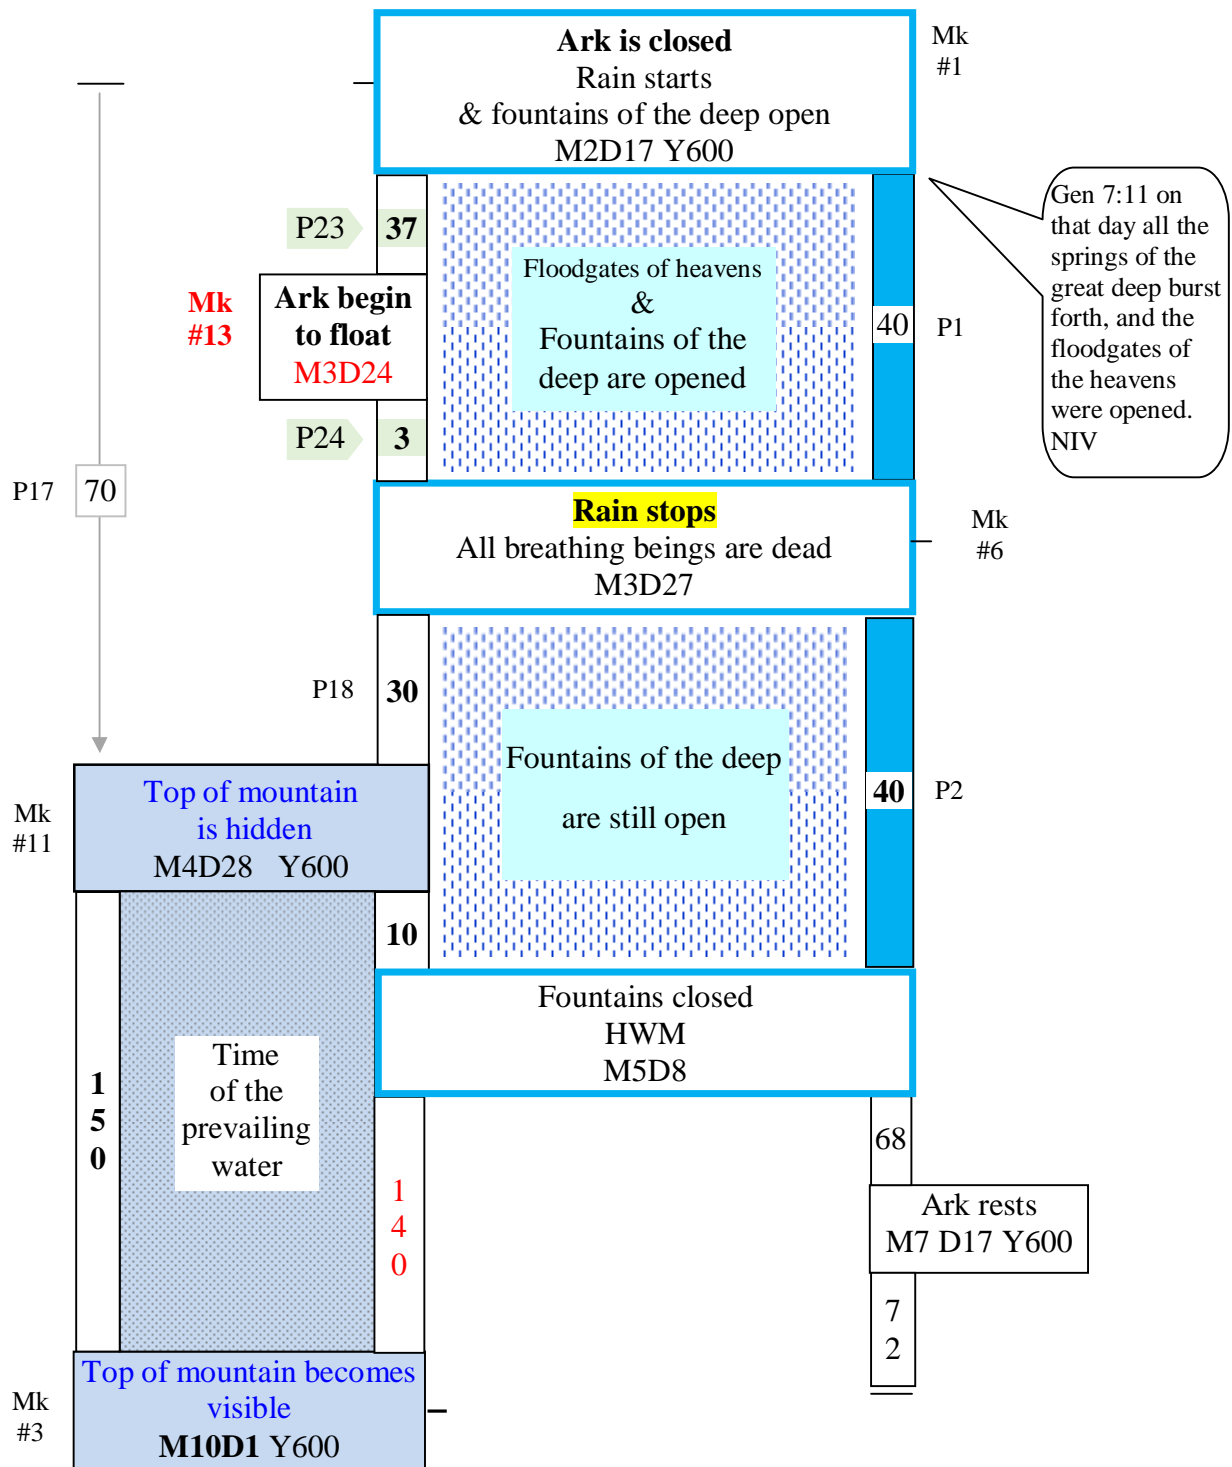 Ark is closed
Rain starts
& fountains of the deep open
M2D17 Y600
Mk
#1
Gen 7:11 on
that day all the
springs of the
great deep burst
forth, and the
floodgates of
the heavens
were opened.
NIV
P23
37
Mk
#13
Ark begin
to float
M3D24
P24
3
Floodgates of heavens
&
Fountains of the
deep are opened
40
P1
P17
70
Rain stops
All breathing beings are dead
M3D27
Mk
#6
P18
30
Fountains of the deep
are still open
40
P2
Mk
#11
Top of mountain
is hidden
M4D28 Y600
10
Fountains closed
HWM
M5D8
1
5
0
Time
of the
prevailing
water
1
4
0
68
Ark rests
M7 D17 Y600
7
2
Mk
#3
Top of mountain becomes
visible
M10D1 Y600